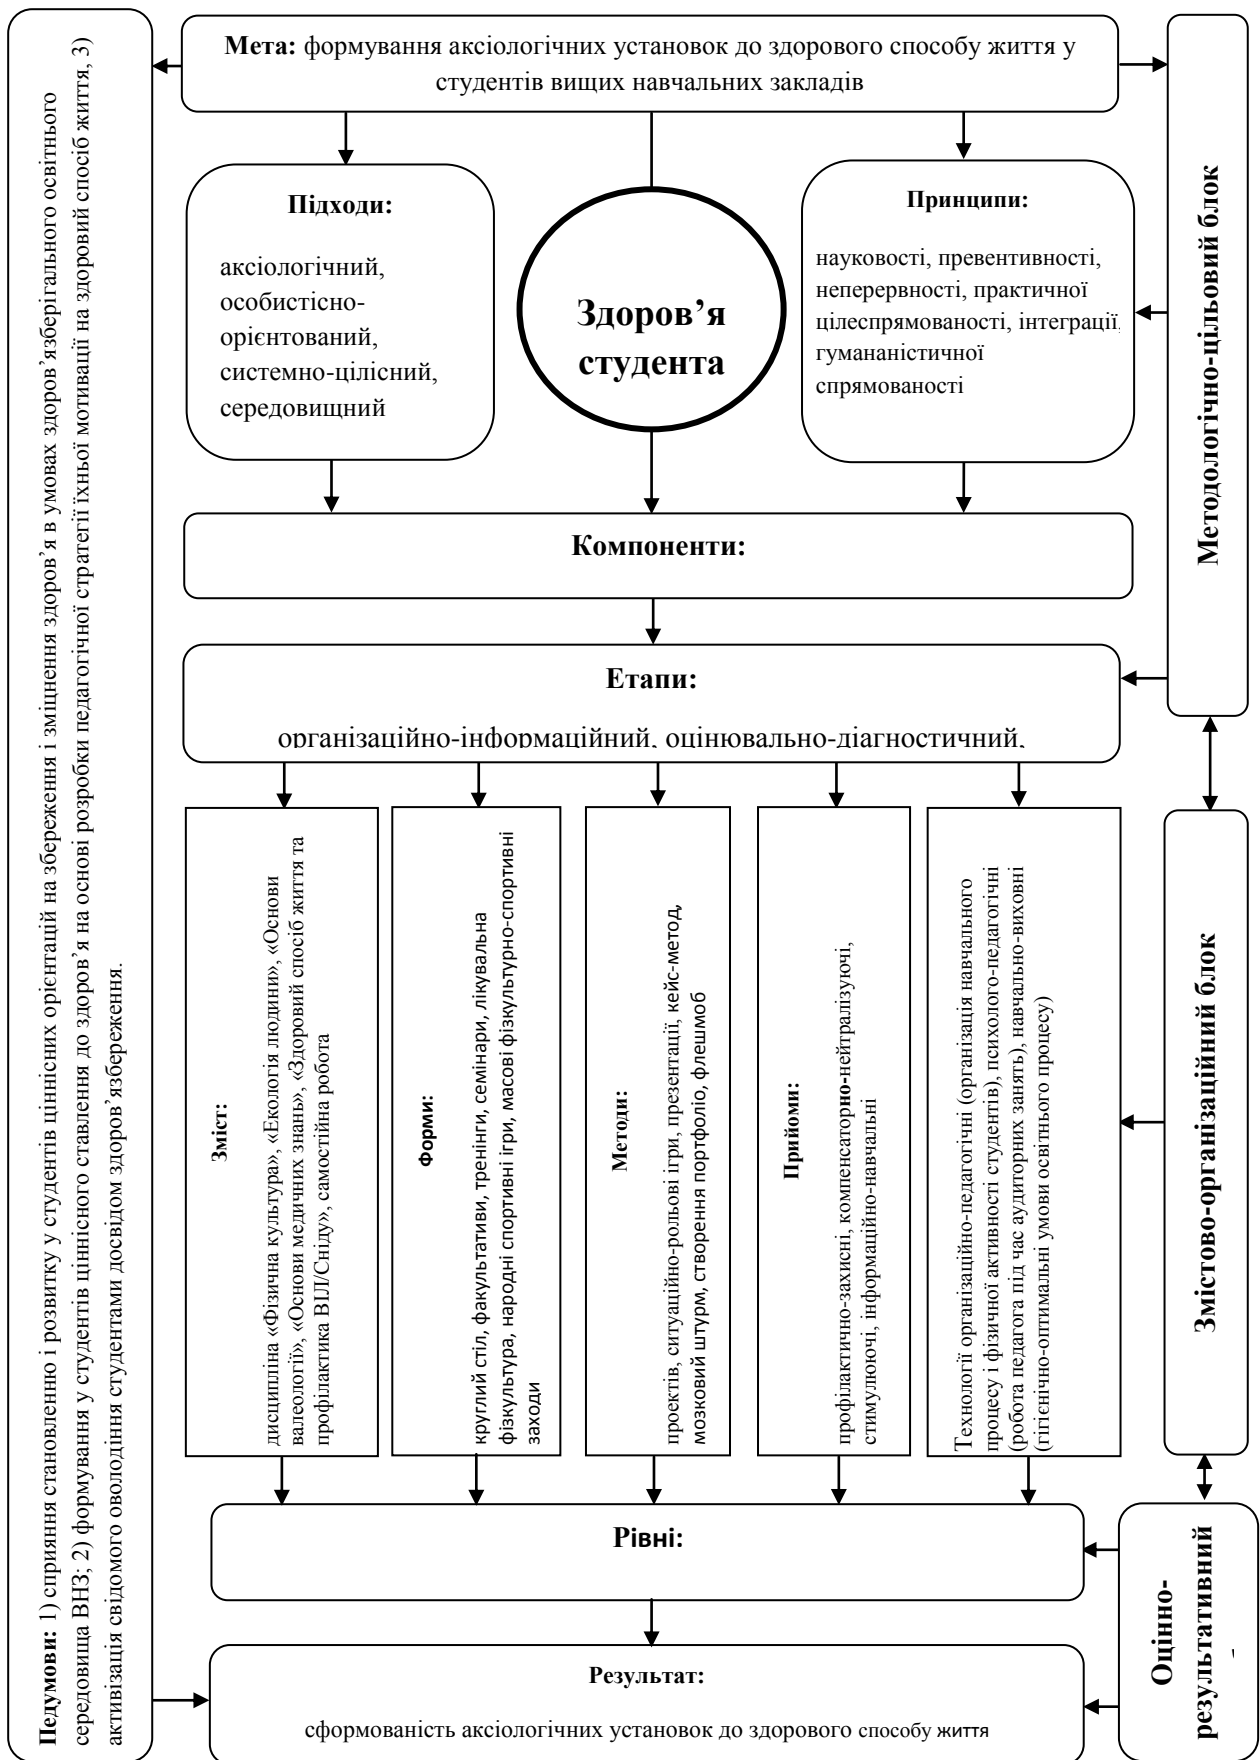 Мета: формування аксіологічних установок до здорового способу життя у
студентів вищих навчальних закладів
Педумови: 1) сприяння становленню і розвитку у студентів ціннісних орієнтацій на збереження і зміцнення здоров’я в умовах здоров’язберігального освітнього
середовища ВНЗ; 2) формування у студентів ціннісного ставлення до здоров’я на основі розробки педагогічної стратегії їхньої мотивації на здоровий спосіб життя, 3)
активізація свідомого оволодіння студентами досвідом здоров’язбереження.
Підходи:
аксіологічний,
особистісно-
орієнтований,
системно-цілісний,
середовищний
Здоров’я
студента
Принципи:
науковості, превентивності,
неперервності, практичної
цілеспрямованості, інтеграції,
гумананістичної
спрямованості
Методологічно-цільовий блок
Компоненти:
Етапи:
організаційно-інформаційний, оцінювально-діагностичний,
Зміст:
дисципліна «Фізична культура», «Екологія людини», «Основи
валеології», «Основи медичних знань», «Здоровий спосіб життя та
профілактика ВІЛ/Сніду», самостійна робота
Форми:
круглий стіл, факультативи, тренінги, семінари, лікувальна
фізкультура, народні спортивні ігри, масові фізкультурно-спортивні
заходи
Методи:
проектів, ситуаційно-рольові ігри, презентації, кейс-метод,
мозковий штурм, створення портфоліо, флешмоб
Прийоми:
профілактично-захисні, компенсаторно-нейтралізуючі,
стимулюючі, інформаційно-навчальні
Технології організаційно-педагогічні (організація навчального
процесу і фізичної активності студентів), психолого-педагогічні
(робота педагога під час аудиторних занять), навчально-виховні
(гігієнічно-оптимальні умови освітнього процесу)
Змістово-організаційний блок
Рівні:
Результат:
сформованість аксіологічних установок до здорового способу життя
Оцінно-
результативний